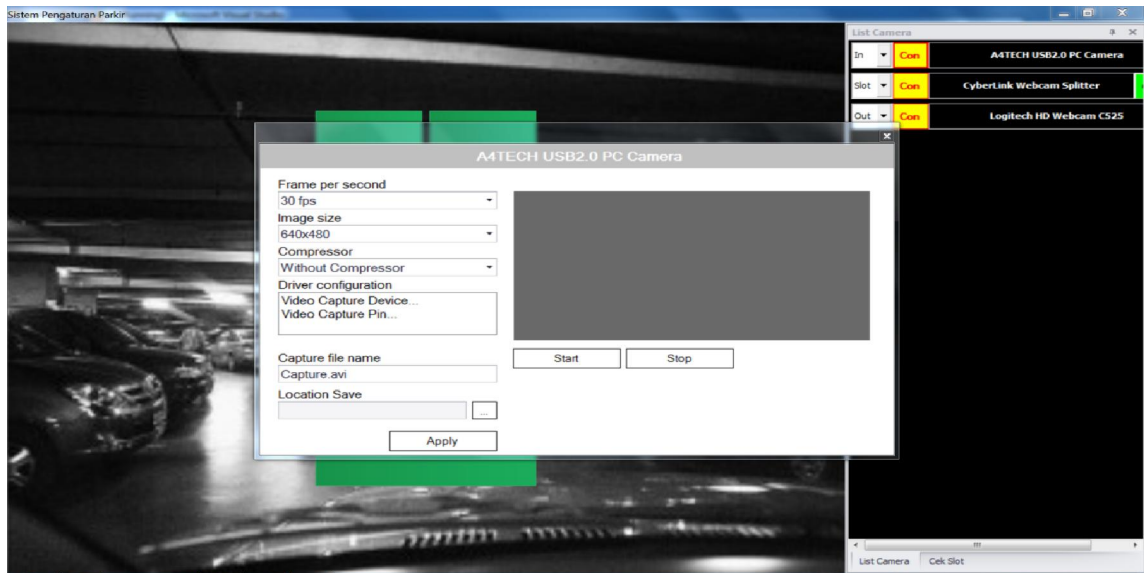 Sistem Pengaturan Parkir
List Camera
In Con A4TECH USB2.0 PC Camera
Slot Con CyberLink Webcam Splitter
Out Con Logitech HD Webcam C525
A4TECH USB2.0 PC Camera
Frame per second
30 fps
Image size
640x480
Compressor
Without Compressor
Driver configuration
Video Capture Device...
Video Capture Pin...
Capture file name
Capture.avi
Location Save
...
Apply
Start Stop
List Camera Cek Slot